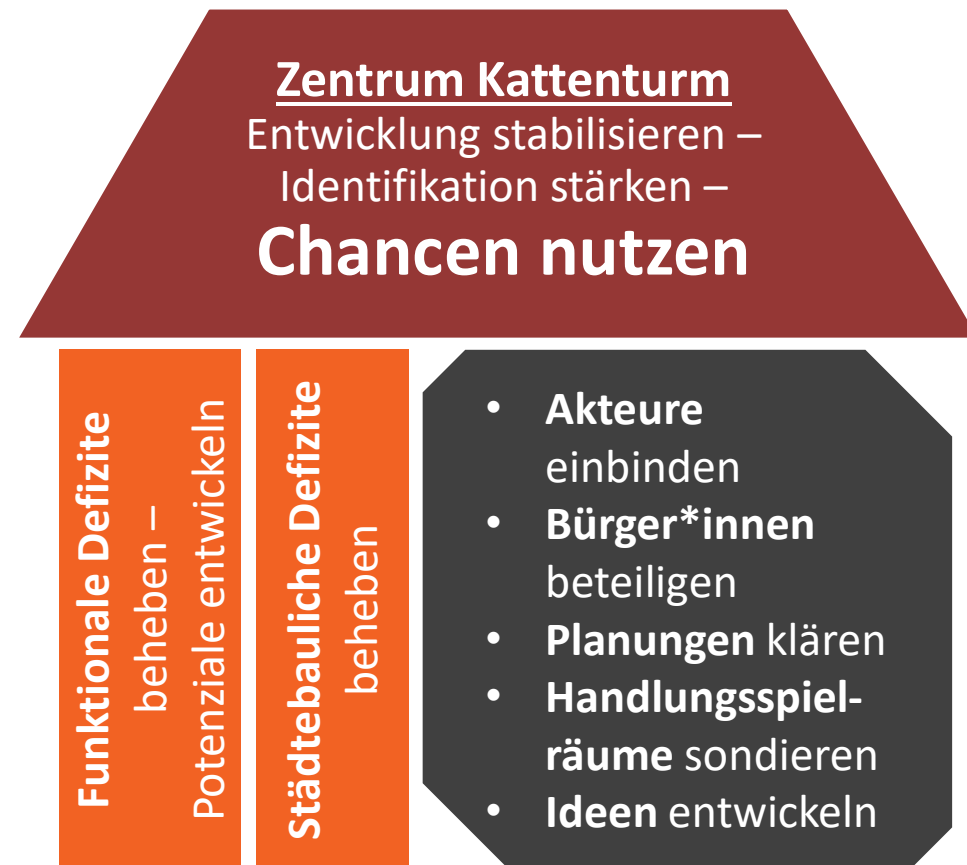 Zentrum Kattenturm
Entwicklung stabilisieren –
Identifikation stärken –
Chancen nutzen
Funktionale Defizite
beheben –
Potenziale entwickeln
Städtebauliche Defizite
beheben
• Akteure
einbinden
• Bürger*innen
beteiligen
• Planungen klären
• Handlungsspiel-
räume sondieren
• Ideen entwickeln